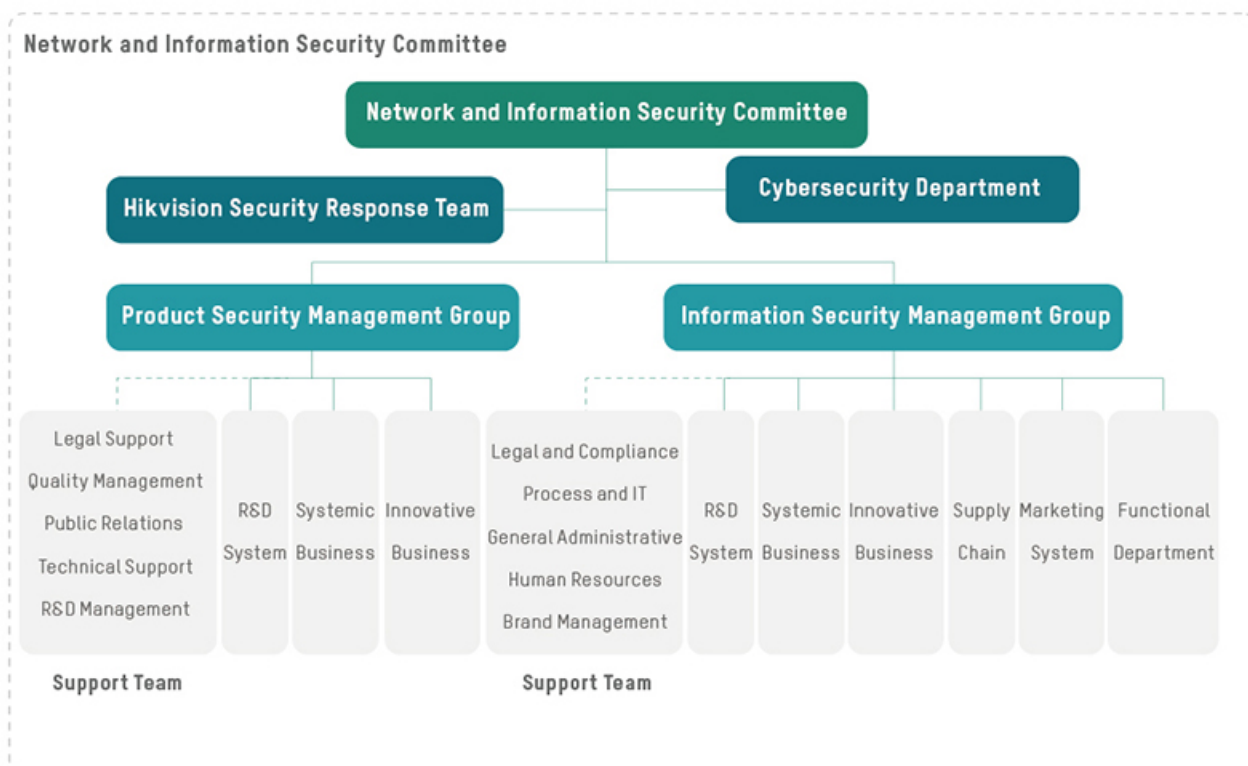 Network and Information Security Committee
Network and Information Security Committee
Cybersecurity Department
Hikvision Security Response Team
Product Security Management Group
Information Security Management Group
Legal Support
Quality Management
Public Relations
Technical Support
R&D Management
R&D
System
Systemic
Business
Innovative
Business
Legal and Compliance
Process and IT
General Administrative
Human Resources
Brand Management
R&D
System
Systemic
Business
Innovative
Business
Supply
Chain
Marketing
System
Functional
Department
Support Team
Support Team